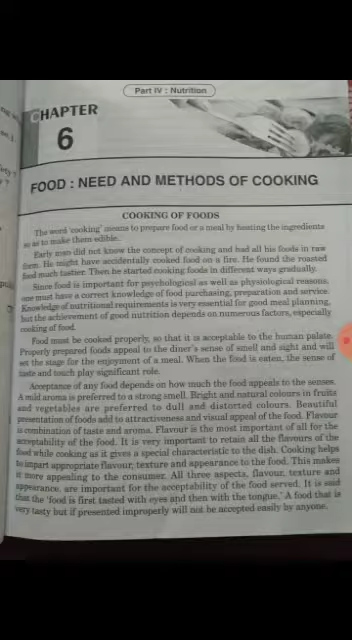 Part IV : Nutrition
CHAPTER
6
FOOD : NEED AND METHODS OF COOKING
COOKING OF FOODS
The word 'cooking' means to prepare food or a meal by heating the ingredients
so as to make them edible.
Early man did not know the concept of cooking and had all his foods in raw
form. He might have accidentally cooked food on a fire. He found the roasted
food much tastier. Then he started cooking foods in different ways gradually.
Since food is important for psychological as well as physiological reasons,
one must have a correct knowledge of food purchasing, preparation and service.
Knowledge of nutritional requirements is very essential for good meal planning,
but the achievement of good nutrition depends on numerous factors, especially
cooking of food.
Food must be cooked properly, so that it is acceptable to the human palate.
Properly prepared foods appeal to the diner's sense of smell and sight and will
set the stage for the enjoyment of a meal. When the food is eaten, the sense of
taste and touch play significant role.
Acceptance of any food depends on how much the food appeals to the senses.
A mild aroma is preferred to a strong smell. Bright and natural colours in fruits
and vegetables are preferred to dull and distorted colours. Beautiful
presentation of foods add to attractiveness and visual appeal of the food. Flavour
is combination of taste and aroma. Flavour is the most important of all for the
acceptability of the food. It is very important to retain all the flavours of the
food while cooking as it gives a special characteristic to the dish. Cooking helps
to impart appropriate flavour, texture and appearance to the food. This makes
it more appealing to the consumer. All three aspects, flavour, texture and
appearance, are important for the acceptability of the food served. It is said
that the 'food is first tasted with eyes and then with the tongue.' A food that is
very tasty but if presented improperly will not be accepted easily by anyone.